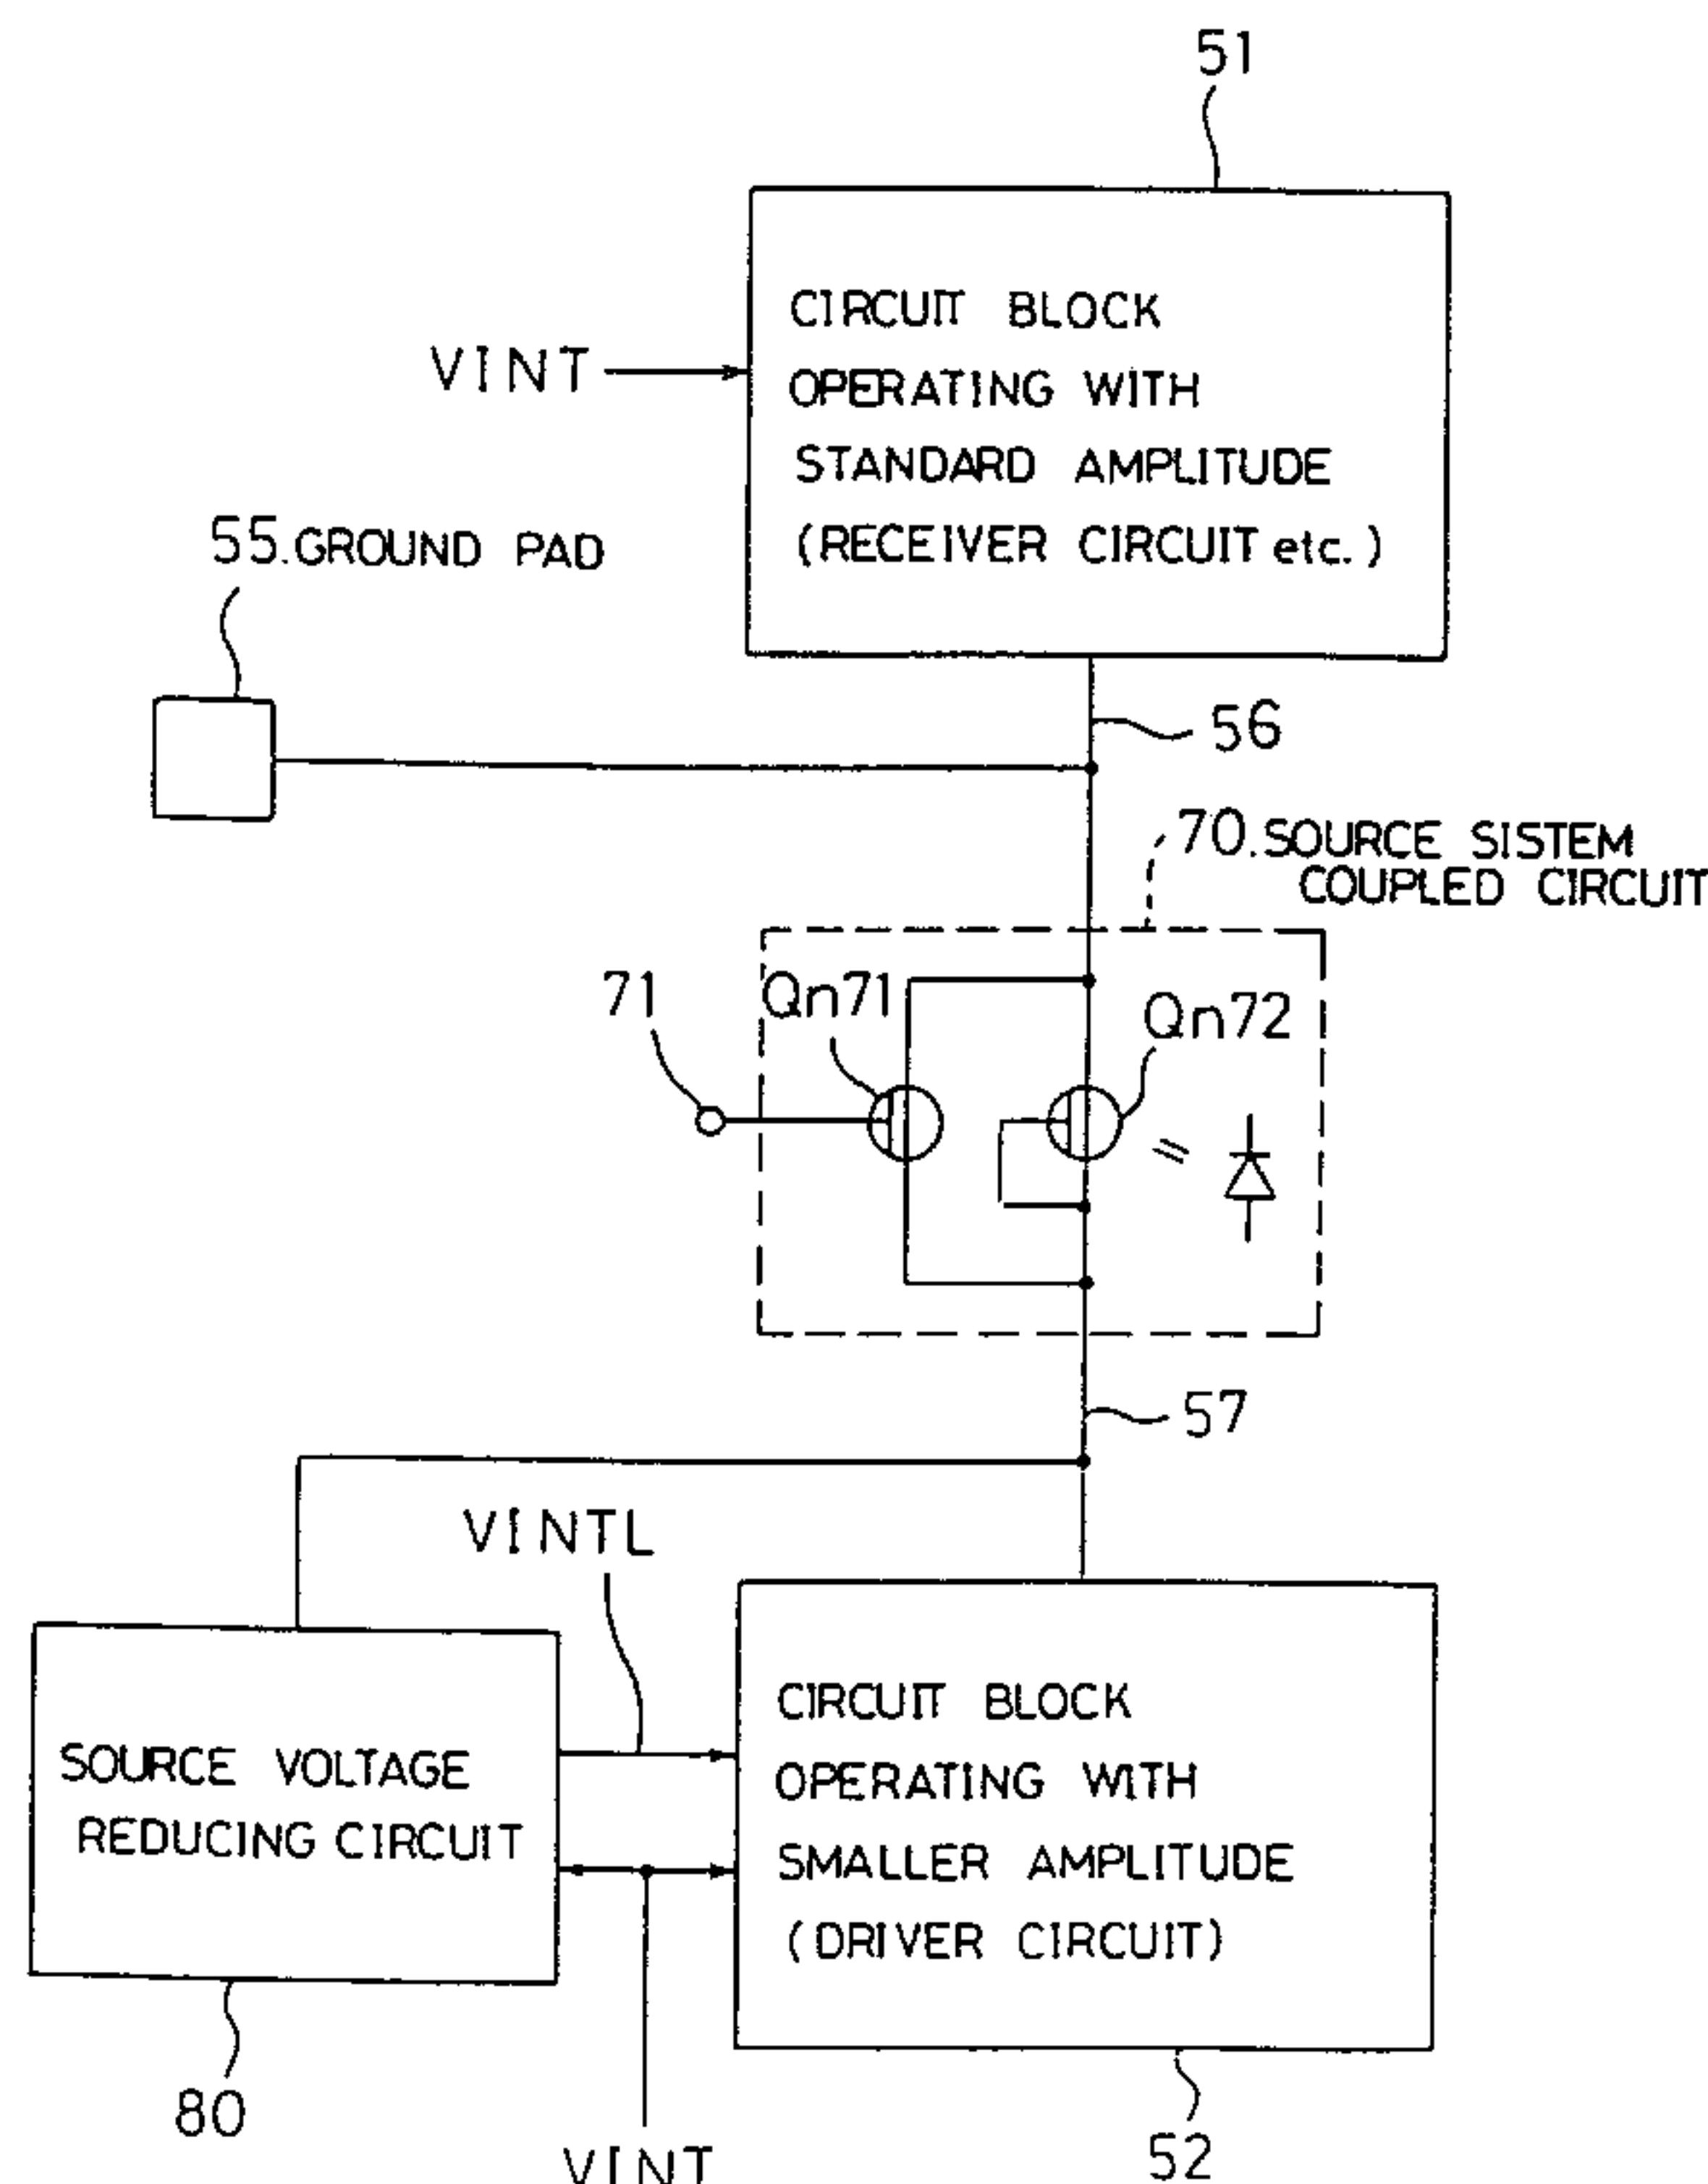 51
CIRCUIT BLOCK
OPERATING WITH
STANDARD AMPLITUDE
(RECEIVER CIRCUIT etc.)
VINT
55.GROUND PAD
56
70.SOURCE SISTEM
COUPLED CIRCUIT
71
Qn71
Qn72
57
VINTL
SOURCE VOLTAGE
REDUCING CIRCUIT
CIRCUIT BLOCK
OPERATING WITH
SMALLER AMPLITUDE
(DRIVER CIRCUIT)
80
VINT
52